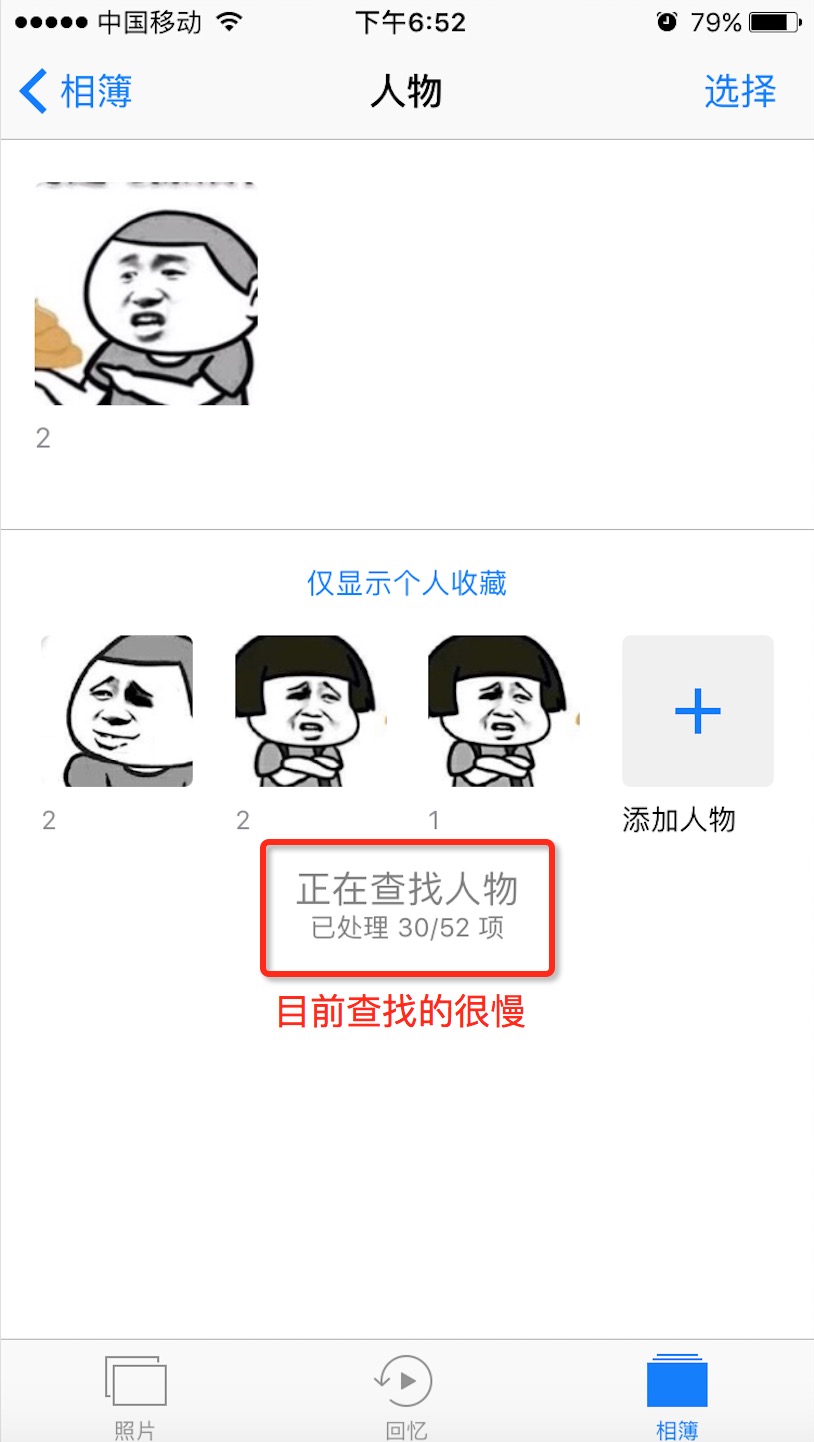 中国移动 下午6:52 79%
相簿 人物 选择
2
仅显示个人收藏
2 2 1 添加人物
正在查找人物
已处理 30/52 项
目前查找的很慢
照片 回忆 相簿